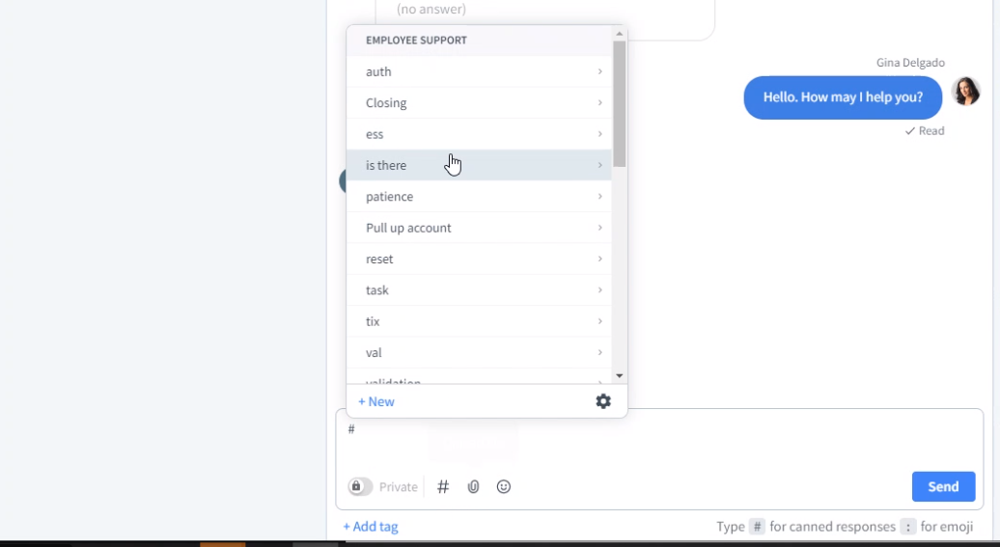 (no answer)
EMPLOYEE SUPPORT
auth
Closing
ess
is there
patience
Pull up account
reset
task
tix
val
validation
+ New
Gina Delgado
Hello. How may I help you?
✓ Read
#
Private
Send
+ Add tag
Type # for canned responses : for emoji